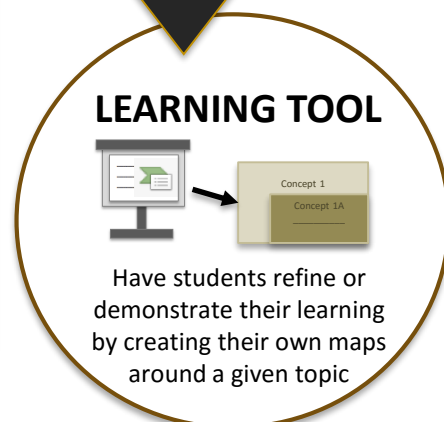 LEARNING TOOL
Concept 1
Concept 1A
Have students refine or
demonstrate their learning
by creating their own maps
around a given topic